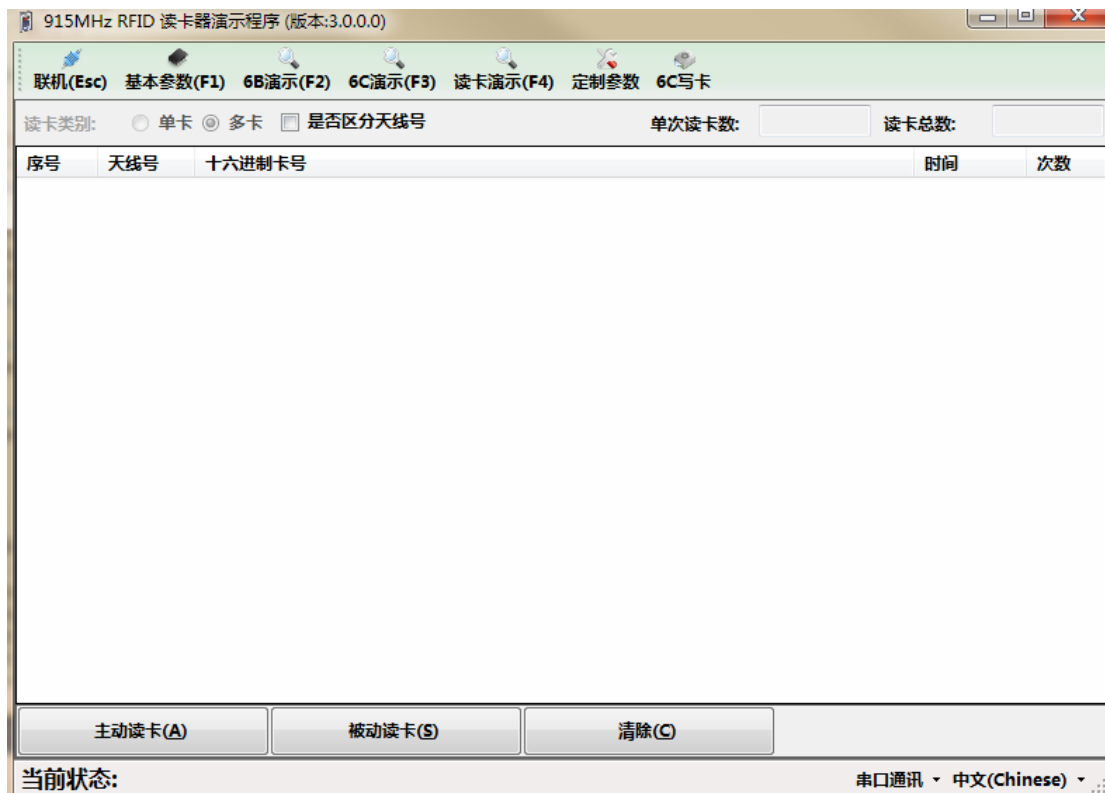 915MHz RFID 读卡器演示程序 (版本:3.0.0.0)
联机(Esc) 基本参数(F1) 6B演示(F2) 6C演示(F3) 读卡演示(F4) 定制参数 6C写卡
读卡类别: 单卡 多卡 是否区分天线号 单次读卡数: 读卡总数:
序号 天线号 十六进制卡号 时间 次数
主动读卡(A) 被动读卡(S) 清除(C)
当前状态: 串口通讯 中文(Chinese)